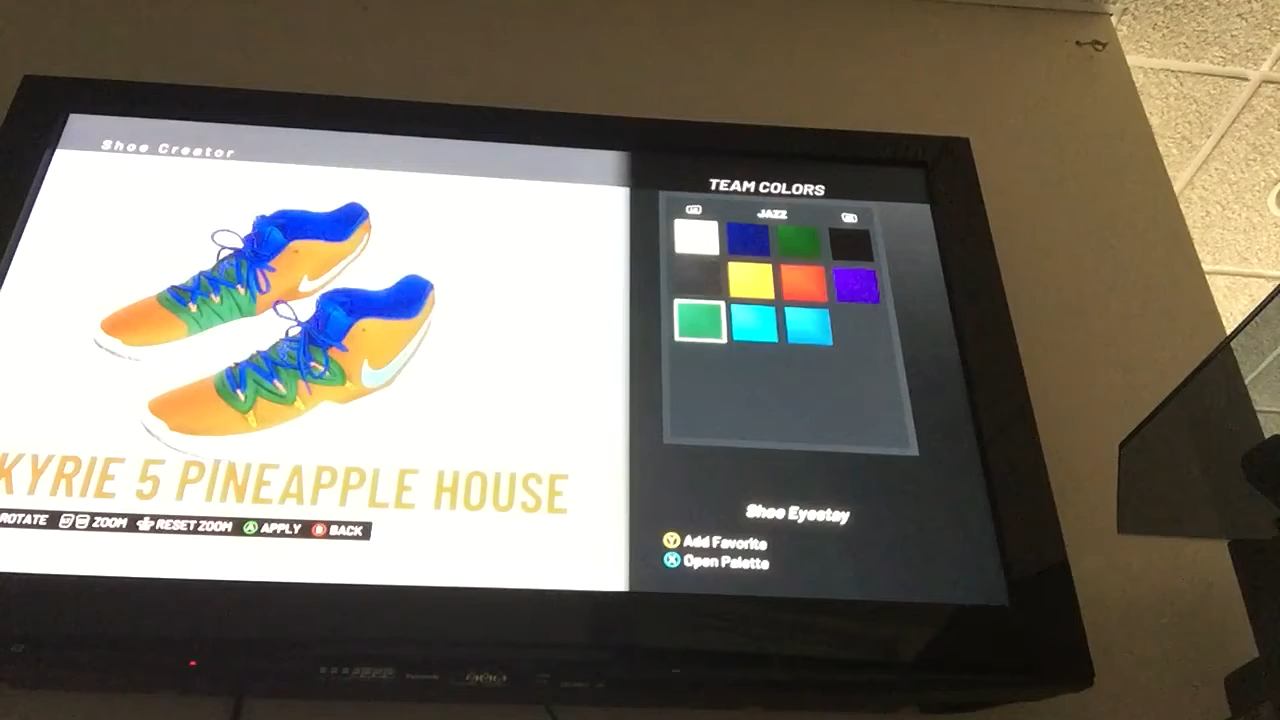 Shoe Creator
TEAM COLORS
JAZZ
KYRIE 5 PINEAPPLE HOUSE
ROTATE ZOOM RESET ZOOM A APPLY B BACK
Shoe Eyestay
Y Add Favorite
X Open Palette